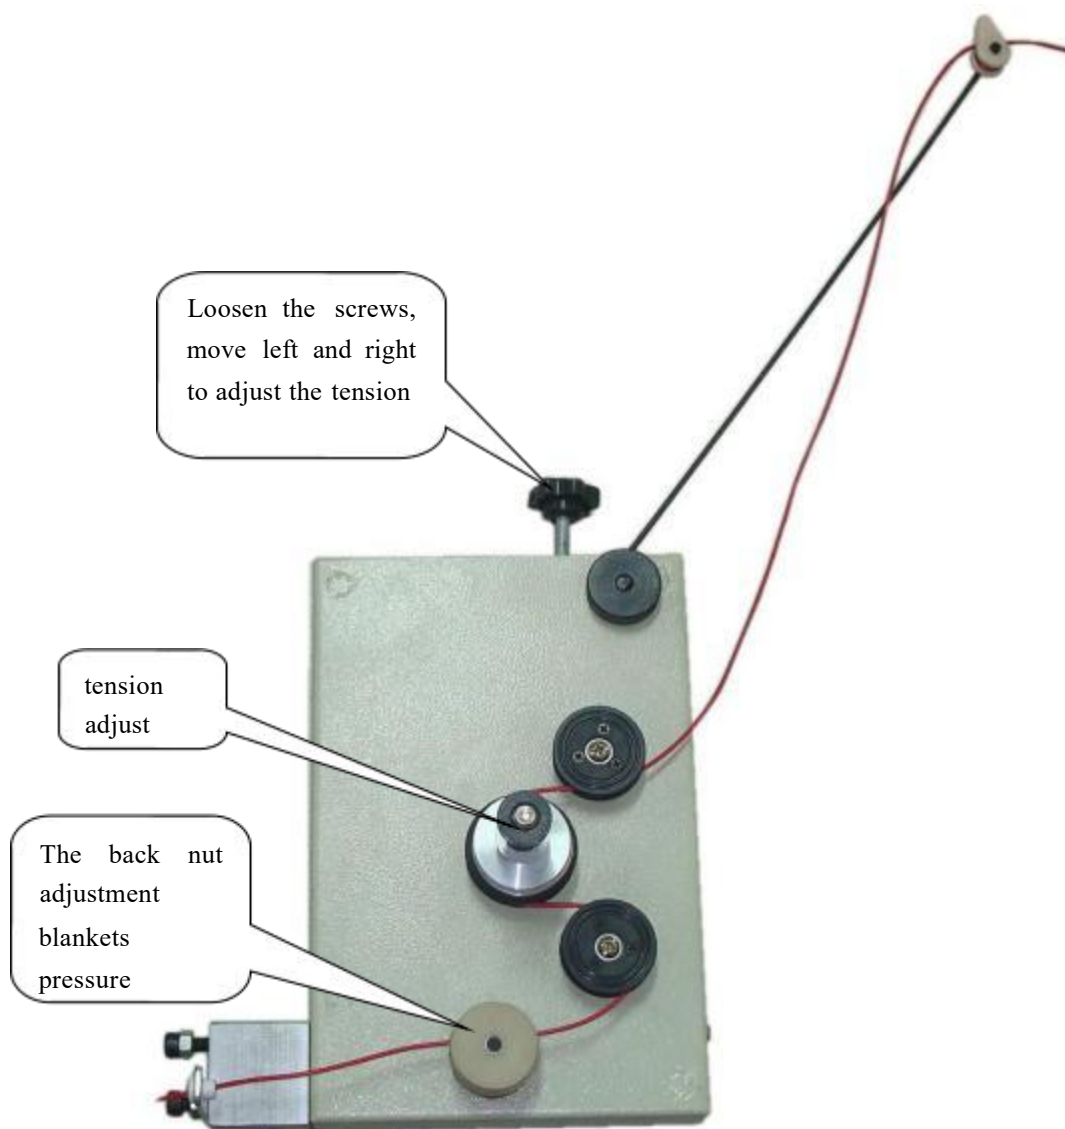 Loosen the screws,
move left and right
to adjust the tension
tension
adjust
The back nut
adjustment
blankets
pressure